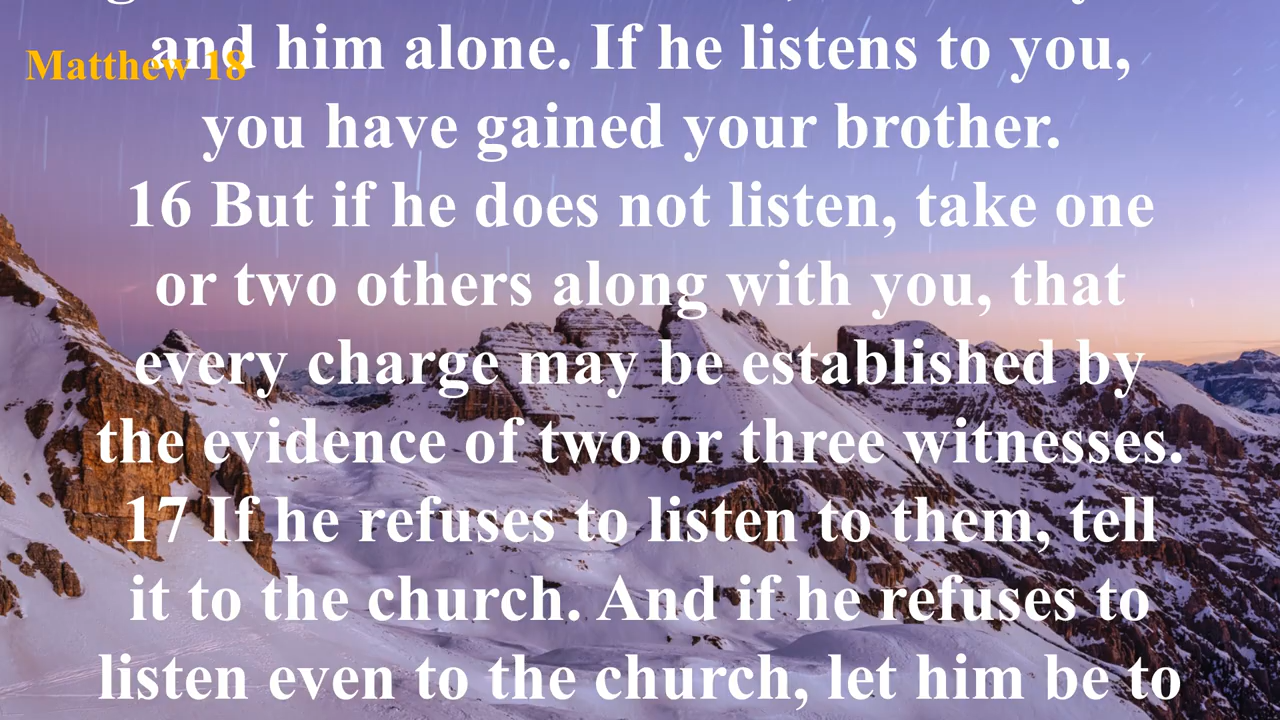 Matthew 18
and him alone. If he listens to you,
you have gained your brother.
16 But if he does not listen, take one
or two others along with you, that
every charge may be established by
the evidence of two or three witnesses.
17 If he refuses to listen to them, tell
it to the church. And if he refuses to
listen even to the church, let him be to